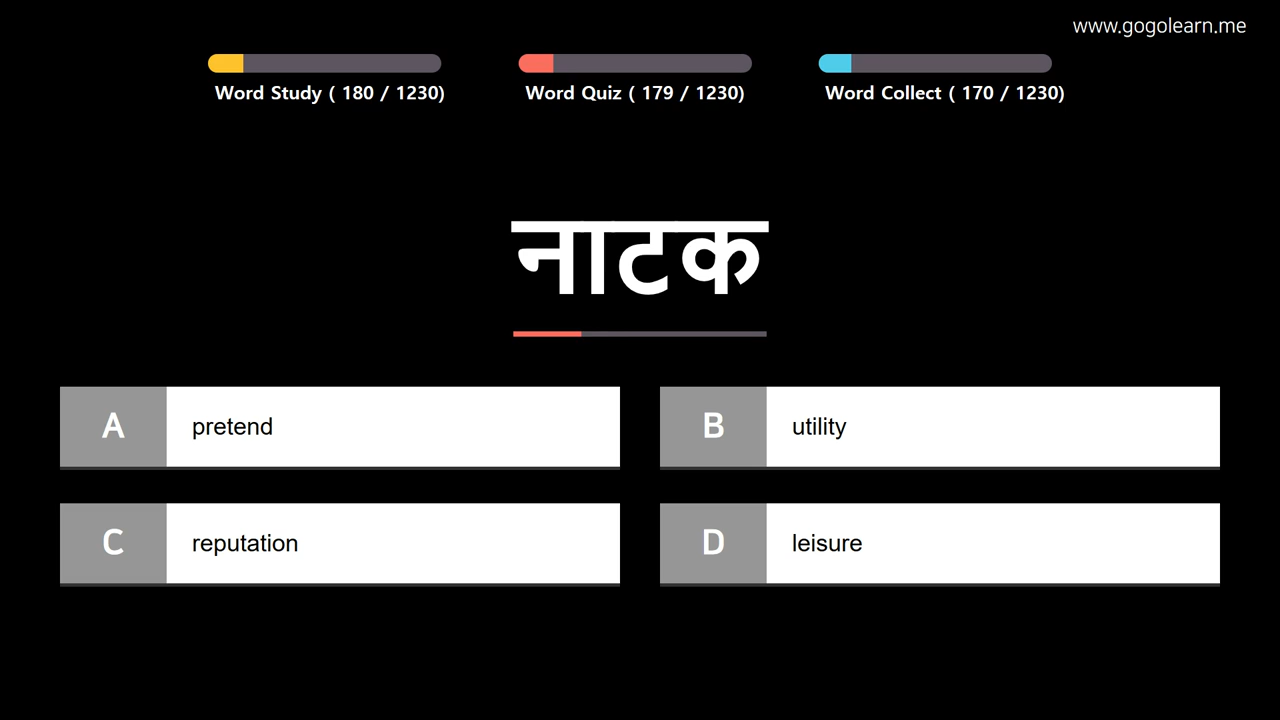 www.gogolearn.me
Word Study ( 180 / 1230)
Word Quiz ( 179 / 1230)
Word Collect ( 170 / 1230)
नाटक
A pretend
B utility
C reputation
D leisure